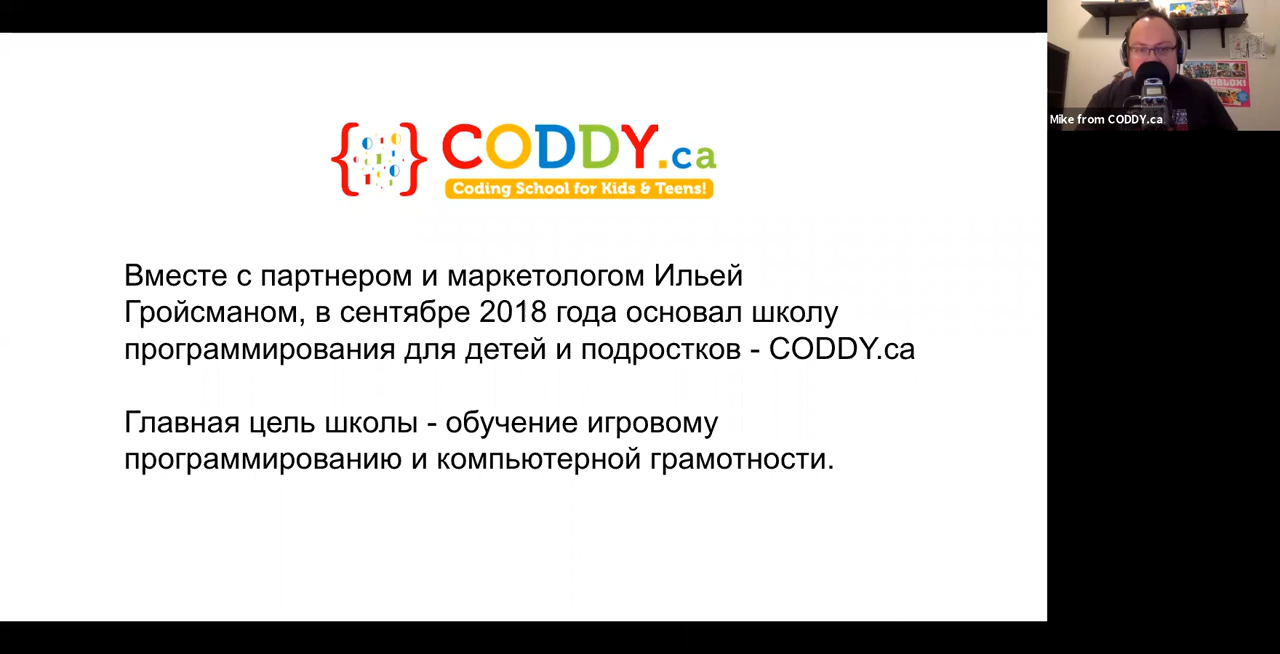 { } CODDY.ca
Coding School for Kids & Teens!
Вместе с партнером и маркетологом Ильей
Гройсманом, в сентябре 2018 года основал школу
программирования для детей и подростков - CODDY.ca
Главная цель школы - обучение игровому
программированию и компьютерной грамотности.
ROBLOX!
Mike from CODDY.ca